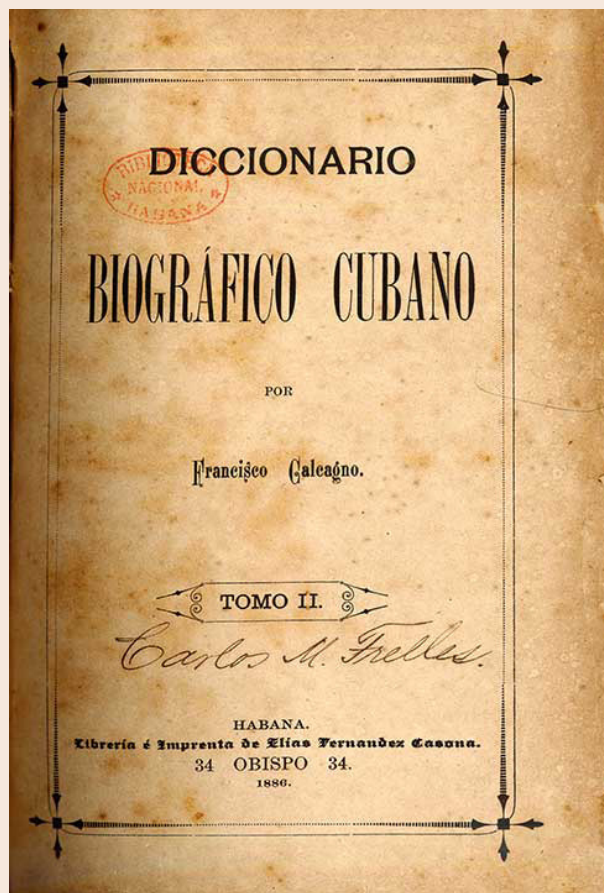 DICCIONARIO
BIBLIOTECA
NACIONAL
HABANA
BIOGRÁFICO CUBANO
POR
Francisco Calcagno.
TOMO II.
Carlos M. Trelles.
HABANA.
Librería é Imprenta de Elías Fernandez Casona.
34 OBISPO 34.
1886.